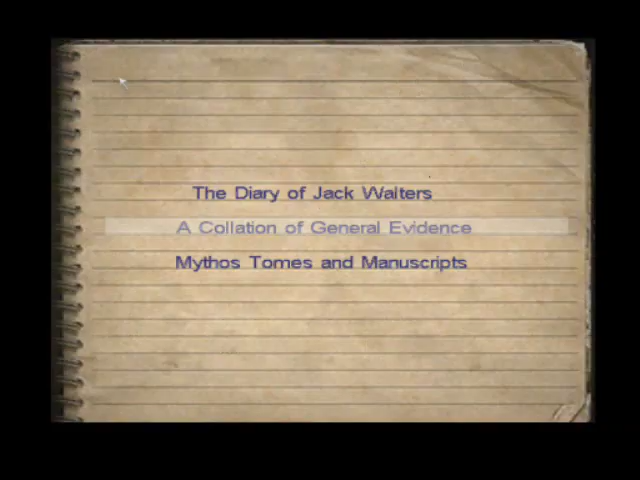 The Diary of Jack Walters
A Collation of General Evidence
Mythos Tomes and Manuscripts